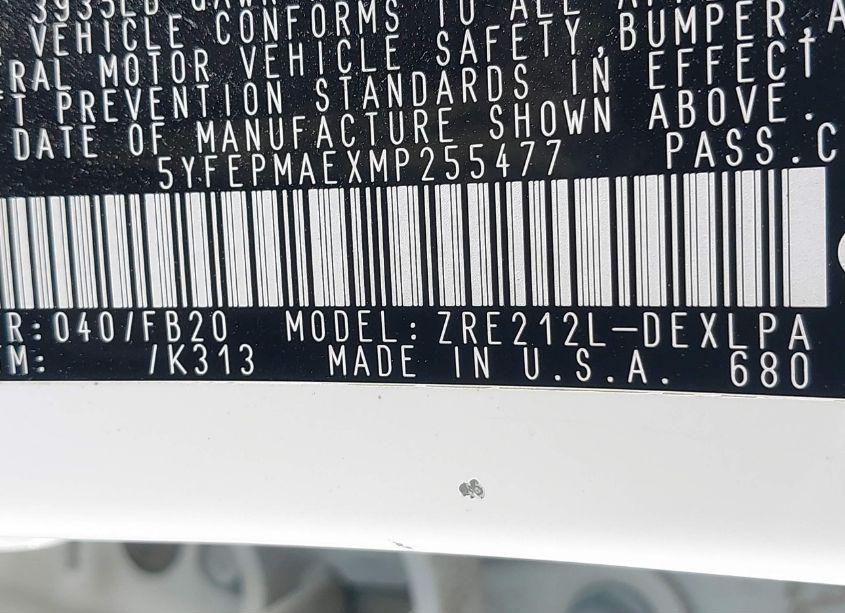 3935LB
VEHICLE CONFORMS TO ALL
RAL MOTOR VEHICLE SAFETY, BUMPER, A
T PREVENTION STANDARDS IN EFFECT
DATE OF MANUFACTURE SHOWN ABOVE.
5YFEPMAEXMP255477 PASS.C
R:040/FB20 MODEL: ZRE212L-DEXLPA
M: /K313 MADE IN U.S.A. 680